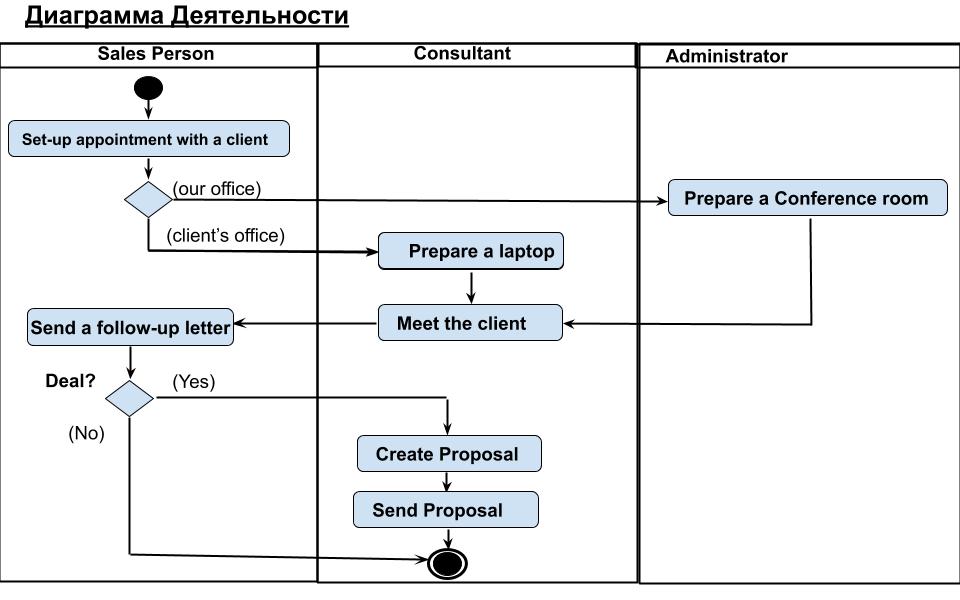 Диаграмма Деятельности
Sales Person
Consultant
Administrator
Set-up appointment with a client
(our office)
Prepare a Conference room
(client's office)
Prepare a laptop
Send a follow-up letter
Meet the client
Deal?
(Yes)
(No)
Create Proposal
Send Proposal